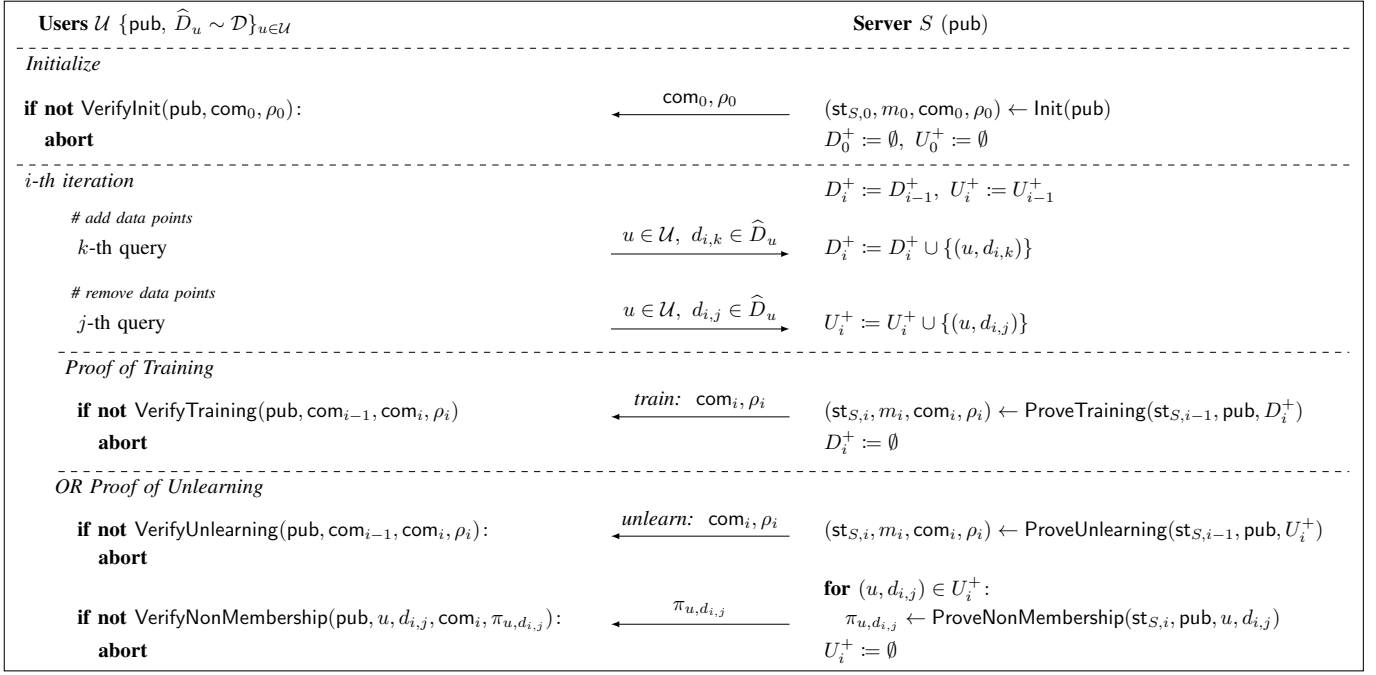 Users 𝒰 {pub, D̂_u ∼ 𝒟}_{u∈𝒰} Server S (pub)
Initialize
if not VerifyInit(pub, com_0, ρ_0): com_0, ρ_0 (st_{S,0}, m_0, com_0, ρ_0) ← Init(pub)
abort D_0^+ := ∅, U_0^+ := ∅
i-th iteration D_i^+ := D_{i−1}^+, U_i^+ := U_{i−1}^+
# add data points
k-th query u ∈ 𝒰, d_{i,k} ∈ D̂_u D_i^+ := D_i^+ ∪ {(u, d_{i,k})}
# remove data points
j-th query u ∈ 𝒰, d_{i,j} ∈ D̂_u U_i^+ := U_i^+ ∪ {(u, d_{i,j})}
Proof of Training
if not VerifyTraining(pub, com_{i−1}, com_i, ρ_i) train: com_i, ρ_i (st_{S,i}, m_i, com_i, ρ_i) ← ProveTraining(st_{S,i−1}, pub, D_i^+)
abort D_i^+ := ∅
OR Proof of Unlearning
if not VerifyUnlearning(pub, com_{i−1}, com_i, ρ_i): unlearn: com_i, ρ_i (st_{S,i}, m_i, com_i, ρ_i) ← ProveUnlearning(st_{S,i−1}, pub, U_i^+)
abort
for (u, d_{i,j}) ∈ U_i^+:
if not VerifyNonMembership(pub, u, d_{i,j}, com_i, π_{u,d_{i,j}}): π_{u,d_{i,j}} π_{u,d_{i,j}} ← ProveNonMembership(st_{S,i}, pub, u, d_{i,j})
abort U_i^+ := ∅